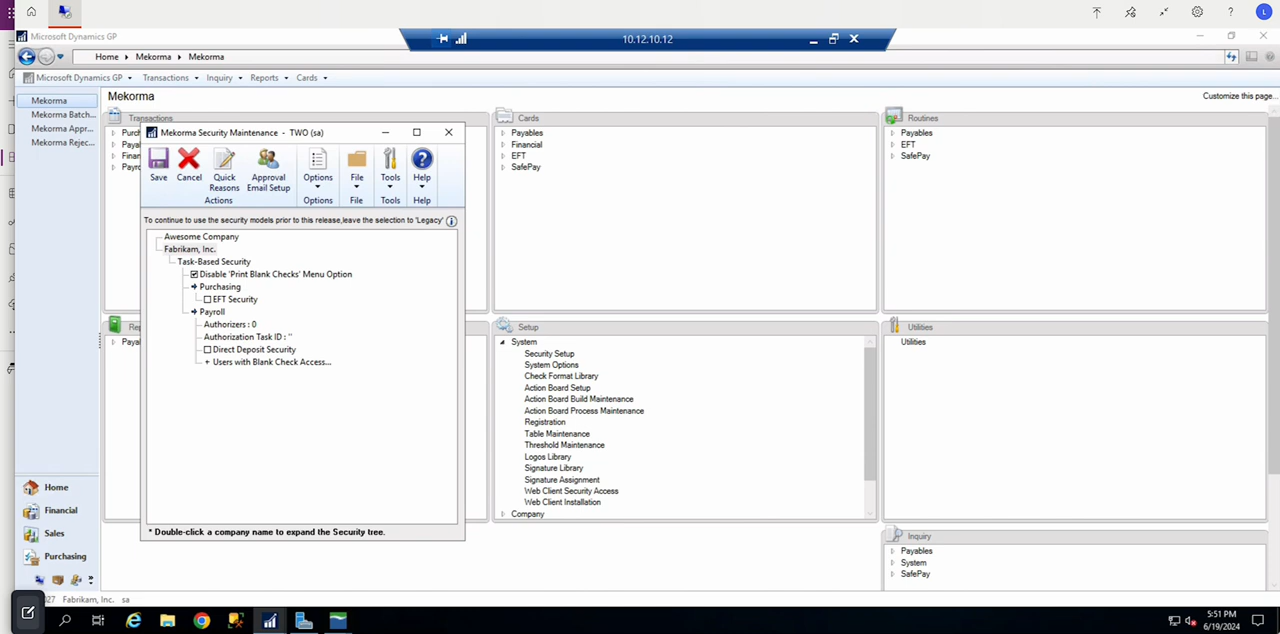 10.12.10.12
Microsoft Dynamics GP
Home Mekorma Mekorma
Microsoft Dynamics GP Transactions Inquiry Reports Cards
Mekorma
Mekorma Batch...
Mekorma Appr...
Mekorma Rejec...
Mekorma
Customize this page...
Transactions
Mekorma Security Maintenance - TWO (sa)
Save
Cancel
Quick Reasons
Approval Email Setup
Options
File
Tools
Help
Actions
Options
File
Tools
Help
To continue to use the security models prior to this release,leave the selection to 'Legacy'
Awesome Company
Fabrikam, Inc.
Task-Based Security
Disable 'Print Blank Checks' Menu Option
Purchasing
EFT Security
Payroll
Authorizers : 0
Authorization Task ID : ''
Direct Deposit Security
+ Users with Blank Check Access...
* Double-click a company name to expand the Security tree.
Cards
Payables
Financial
EFT
SafePay
Routines
Payables
EFT
SafePay
Setup
System
Security Setup
System Options
Check Format Library
Action Board Setup
Action Board Build Maintenance
Action Board Process Maintenance
Registration
Table Maintenance
Threshold Maintenance
Logos Library
Signature Library
Signature Assignment
Web Client Security Access
Web Client Installation
Company
Utilities
Utilities
Inquiry
Payables
System
SafePay
Home
Financial
Sales
Purchasing
Fabrikam, Inc. sa
5:51 PM
6/19/2024